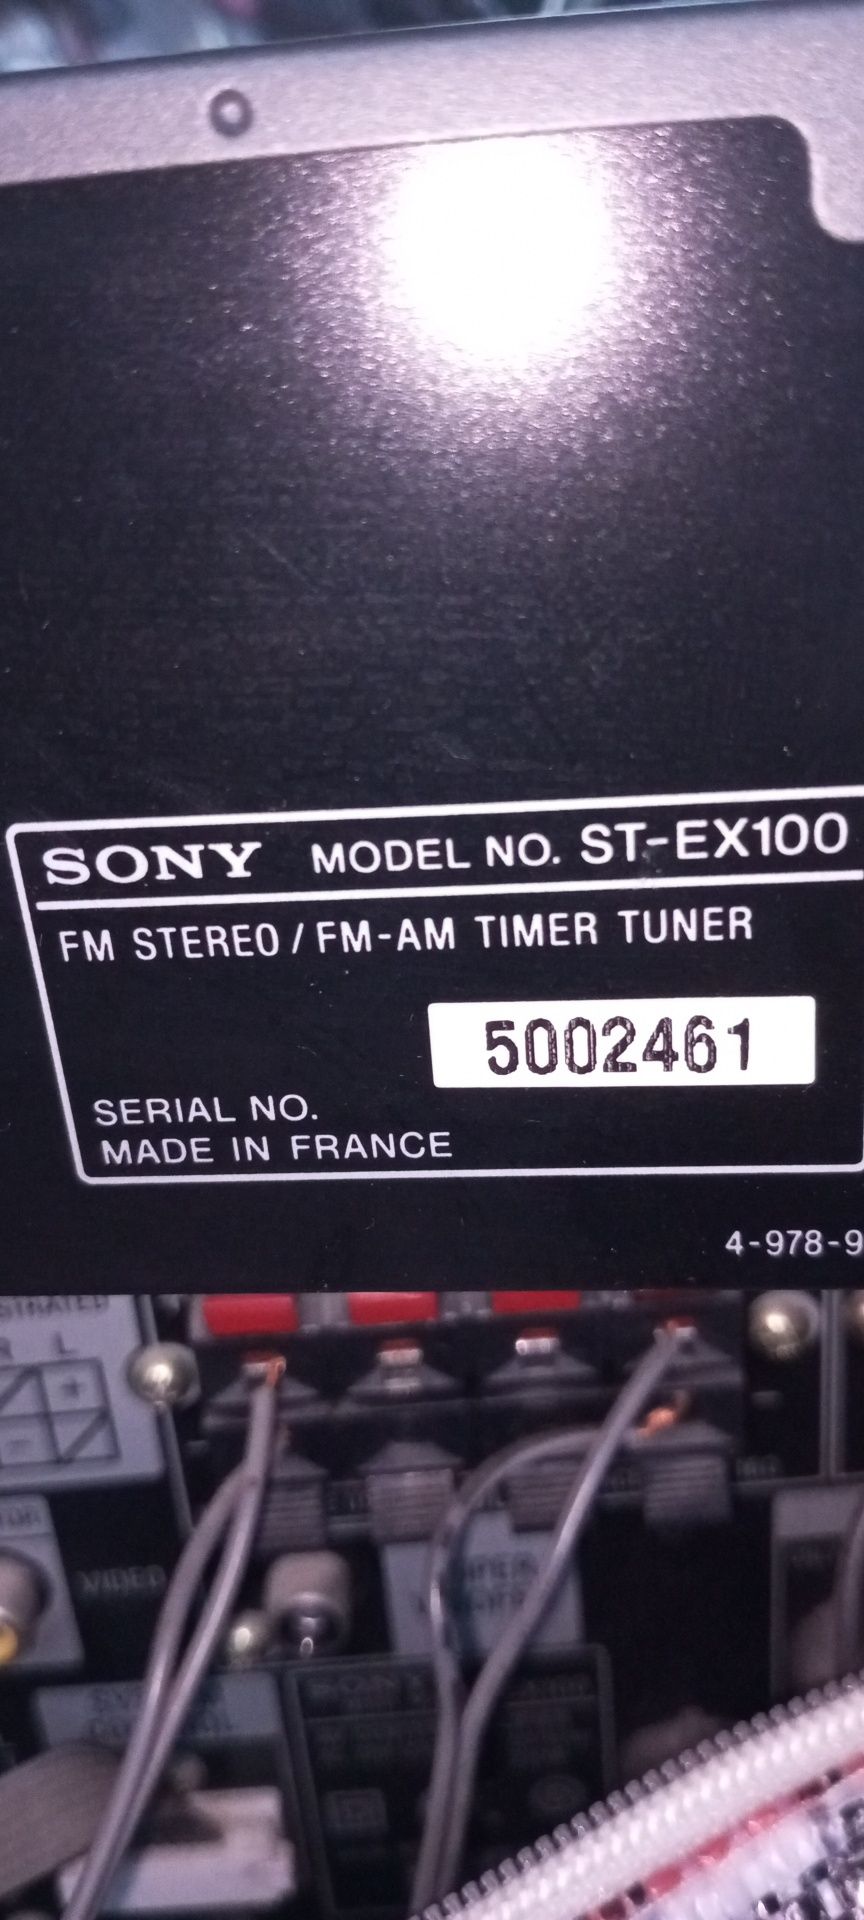 SONY MODEL NO. ST-EX100
FM STEREO / FM-AM TIMER TUNER
5002461
SERIAL NO.
MADE IN FRANCE
4-978-9
R L
+
−
VIDEO
SONY